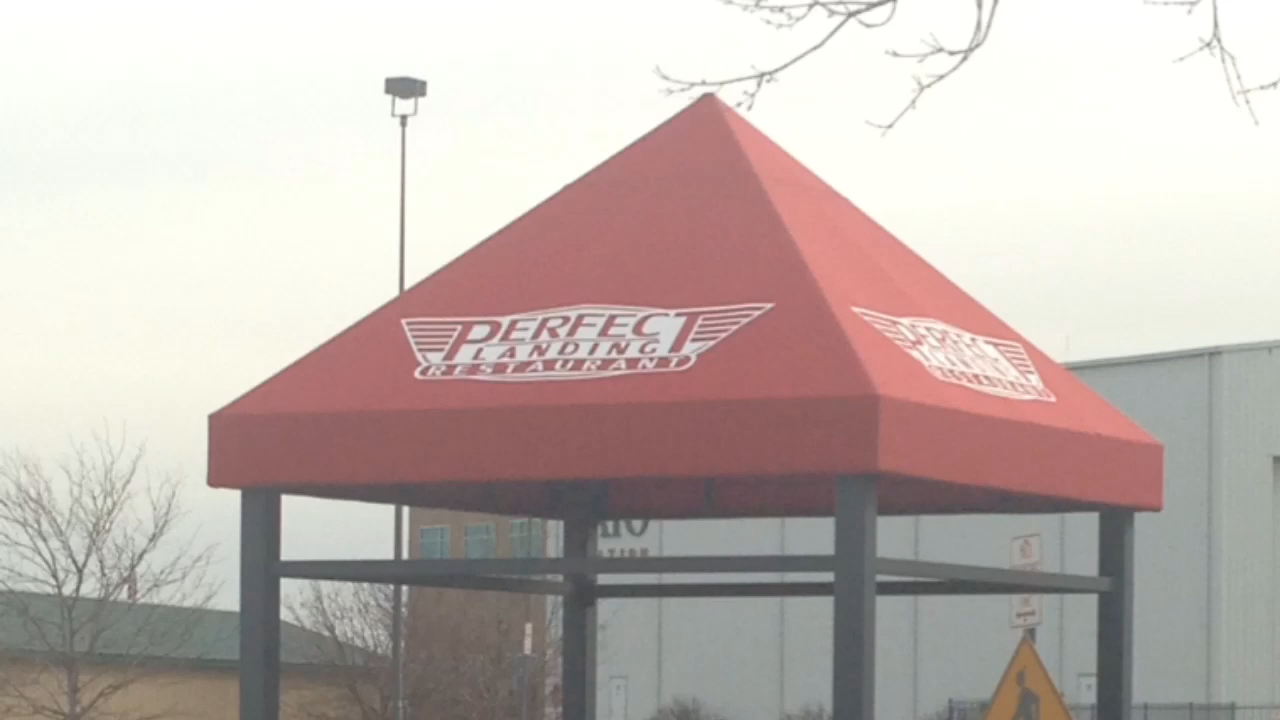 PERFECT
LANDING
RESTAURANT
PERFECT
LANDING
RESTAURANT